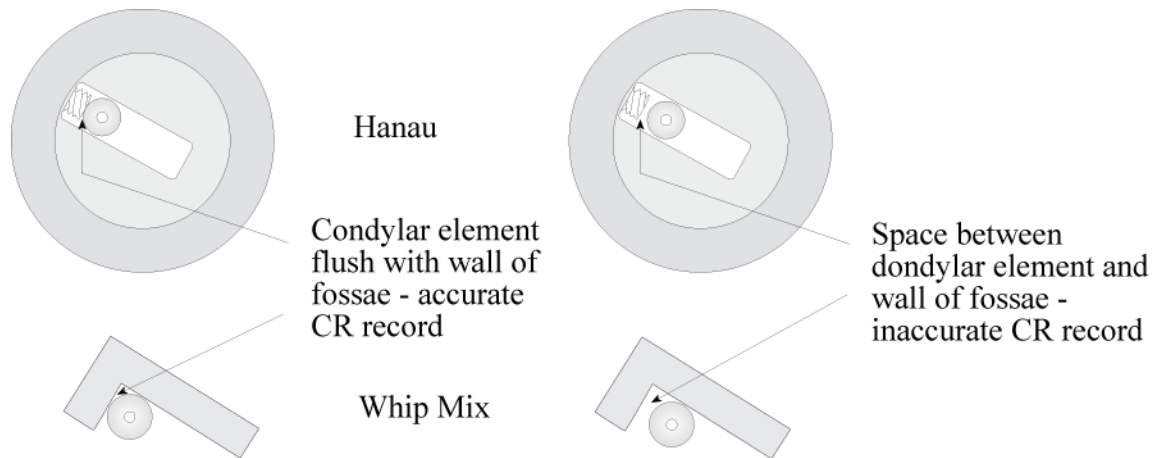 Hanau
Condylar element
flush with wall of
fossae - accurate
CR record
Space between
dondylar element and
wall of fossae -
inaccurate CR record
Whip Mix